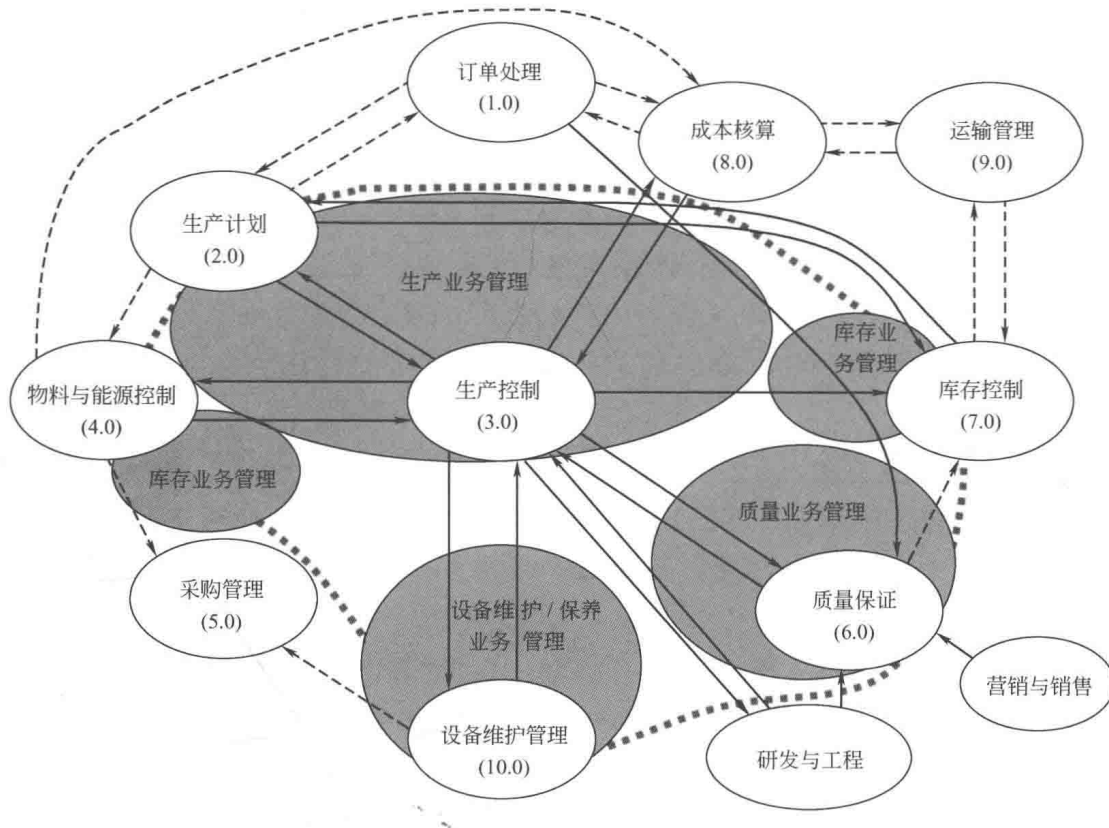 订单处理
(1.0)
成本核算
(8.0)
运输管理
(9.0)
生产计划
(2.0)
生产业务管理
库存业
务管理
物料与能源控制
(4.0)
生产控制
(3.0)
库存控制
(7.0)
库存业务管理
质量业务管理
采购管理
(5.0)
设备维护/保养
业务管理
质量保证
(6.0)
营销与销售
设备维护管理
(10.0)
研发与工程